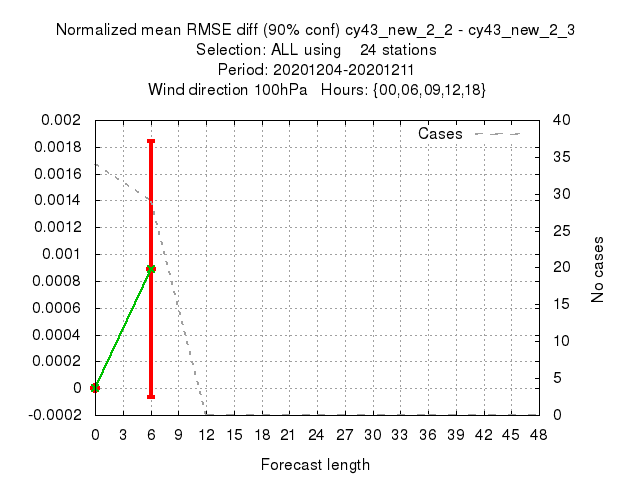 Normalized mean RMSE diff (90% conf) cy43_new_2_2 - cy43_new_2_3
Selection: ALL using    24 stations
Period: 20201204-20201211
Wind direction 100hPa   Hours: {00,06,09,12,18}
Cases
0.002
0.0018
0.0016
0.0014
0.0012
0.001
0.0008
0.0006
0.0004
0.0002
0
-0.0002
40
35
30
25
20
15
10
5
0
No cases
0 3 6 9 12 15 18 21 24 27 30 33 36 39 42 45 48
Forecast length